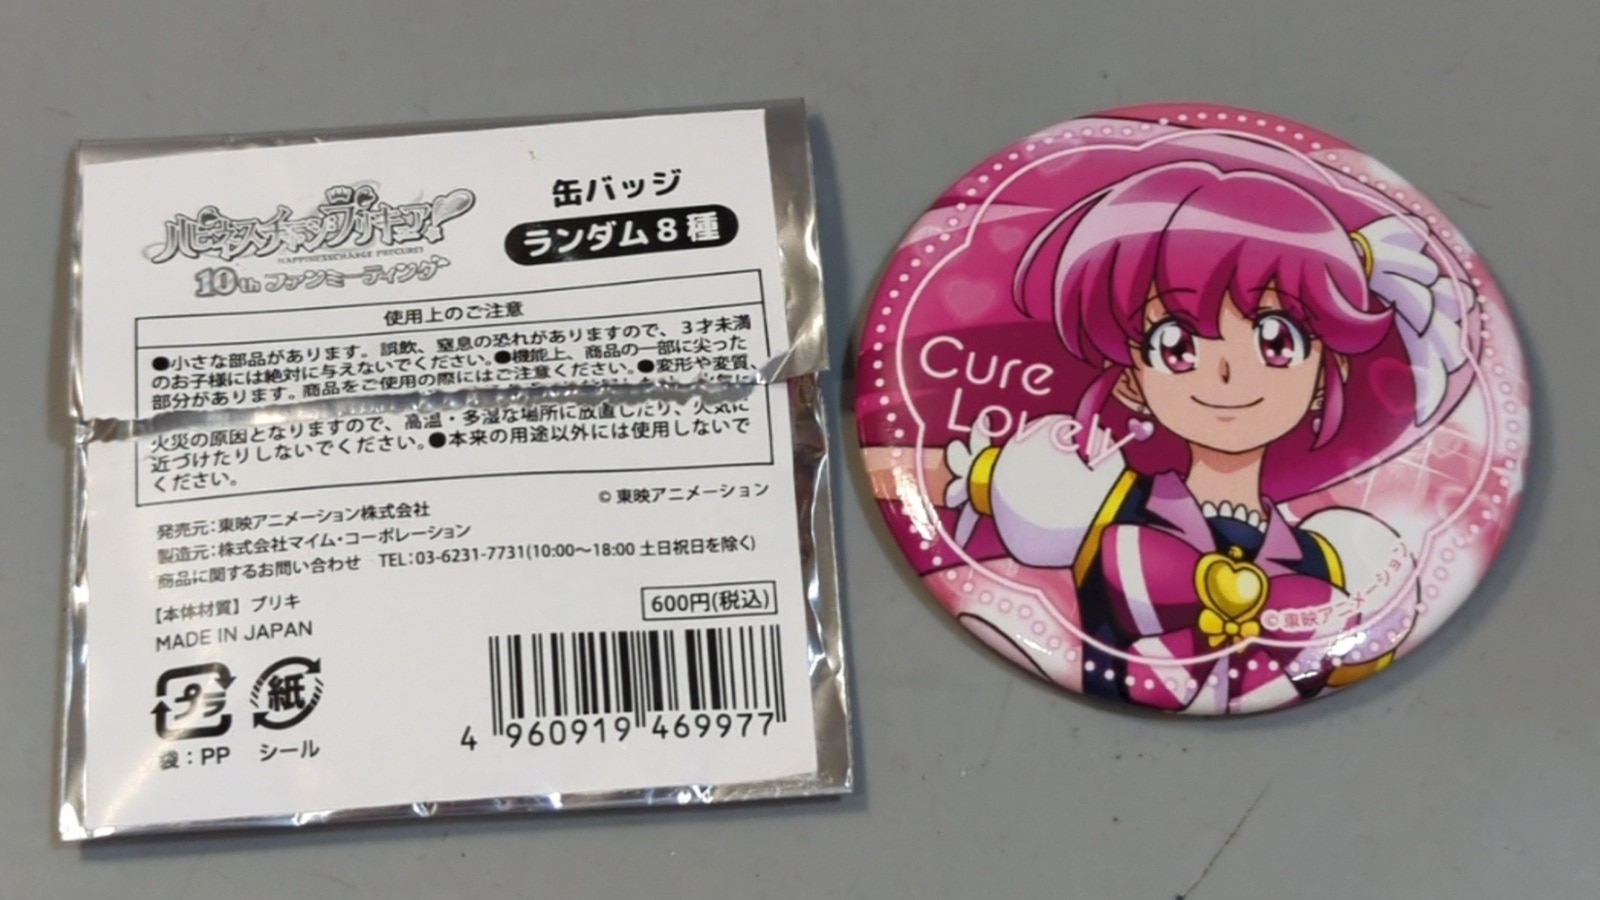 ハピネスチャージプリキュア!
HAPPINESSCHARGE PRECURE!
10th ファンミーティング
缶バッジ
ランダム8種
使用上のご注意
●小さな部品があります。誤飲、窒息の恐れがありますので、3才未満
のお子様には絶対に与えないでください。●機能上、商品の一部に尖った
部分があります。商品をご使用の際にはご注意ください。●変形や変質、
火災の原因となりますので、高温・多湿な場所に放置したり、火気に
近づけたりしないでください。●本来の用途以外には使用しないで
ください。
©東映アニメーション
発売元:東映アニメーション株式会社
製造元:株式会社マイム・コーポレーション
商品に関するお問い合わせ TEL:03-6231-7731(10:00～18:00 土日祝日を除く)
【本体材質】ブリキ
MADE IN JAPAN
600円(税込)
プラ
紙
袋:PP
シール
4 960919 469977
Cure
Lovely
©東映アニメーション